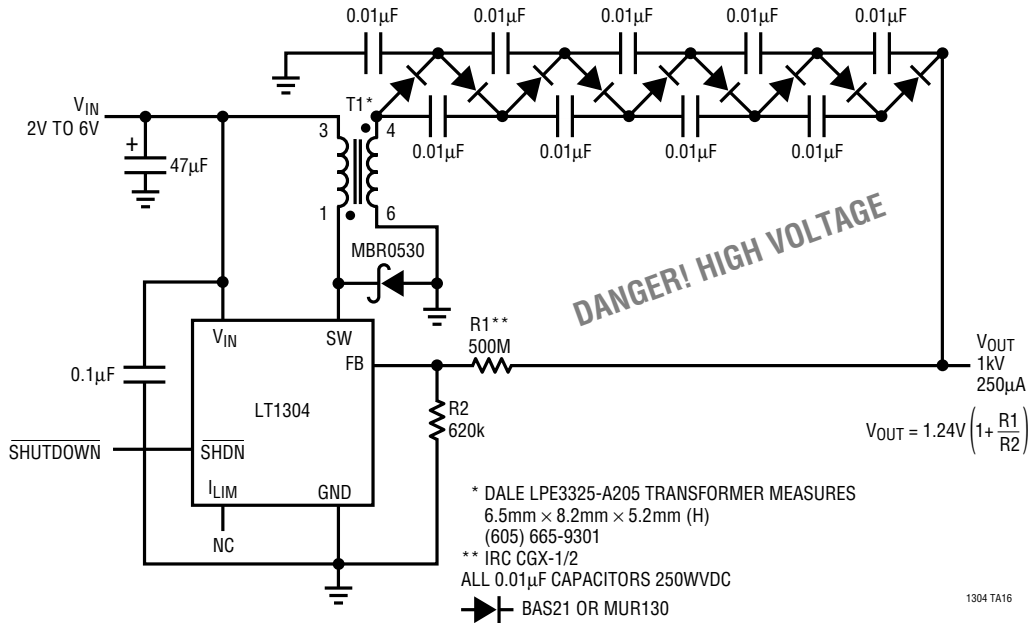 0.01µF 0.01µF 0.01µF 0.01µF 0.01µF
T1*
VIN
2V TO 6V
3 4
0.01µF 0.01µF 0.01µF 0.01µF
+
47µF
1 6
MBR0530
DANGER! HIGH VOLTAGE
VIN SW
R1**
500M
FB
VOUT
1kV
250µA
0.1µF
LT1304
R2
620k
VOUT = 1.24V (1+ R1/R2)
SHUTDOWN
SHDN
ILIM GND
NC
* DALE LPE3325-A205 TRANSFORMER MEASURES
6.5mm × 8.2mm × 5.2mm (H)
(605) 665-9301
** IRC CGX-1/2
ALL 0.01µF CAPACITORS 250WVDC
BAS21 OR MUR130
1304 TA16